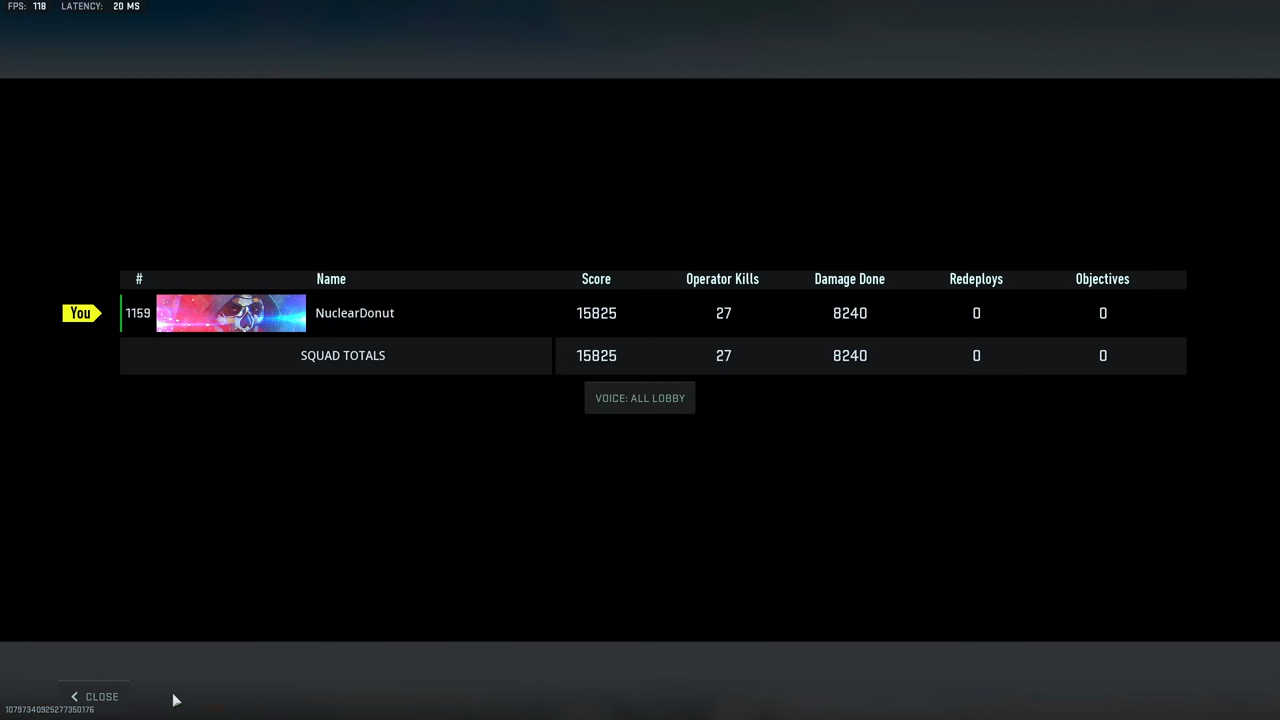 FPS: 118 LATENCY: 20 MS
# Name Score Operator Kills Damage Done Redeploys Objectives
You 1159 NuclearDonut 15825 27 8240 0 0
SQUAD TOTALS 15825 27 8240 0 0
VOICE: ALL LOBBY
CLOSE
10797340925277350176